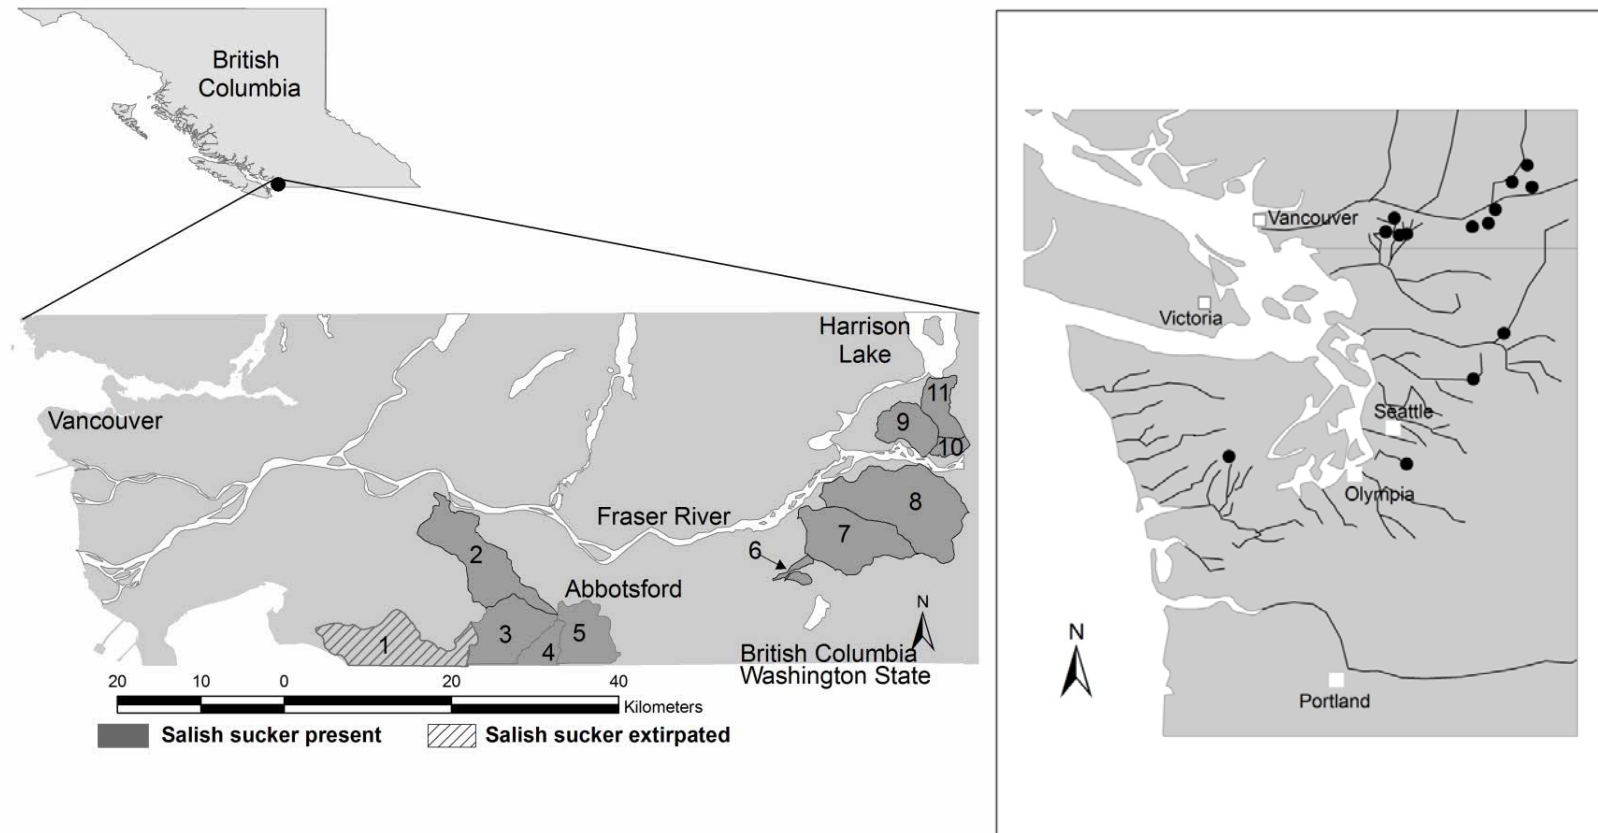 British
Columbia
Harrison
Lake
Vancouver
11
9
10
8
Fraser River
7
2
6
Abbotsford
N
3
5
1
4
British Columbia
Washington State
20
10
0
20
40
Kilometers
Salish sucker present
Salish sucker extirpated
Vancouver
Victoria
Seattle
Olympia
N
Portland